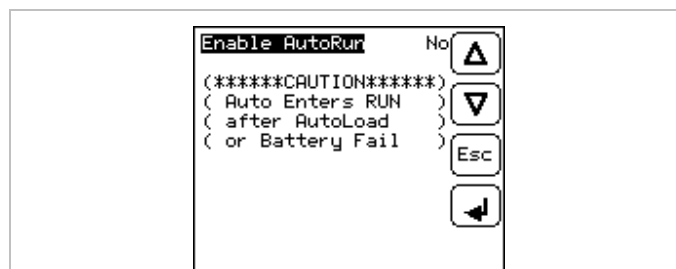 Enable AutoRun No
(******CAUTION******)
( Auto Enters RUN )
( after AutoLoad )
( or Battery Fail )
Esc